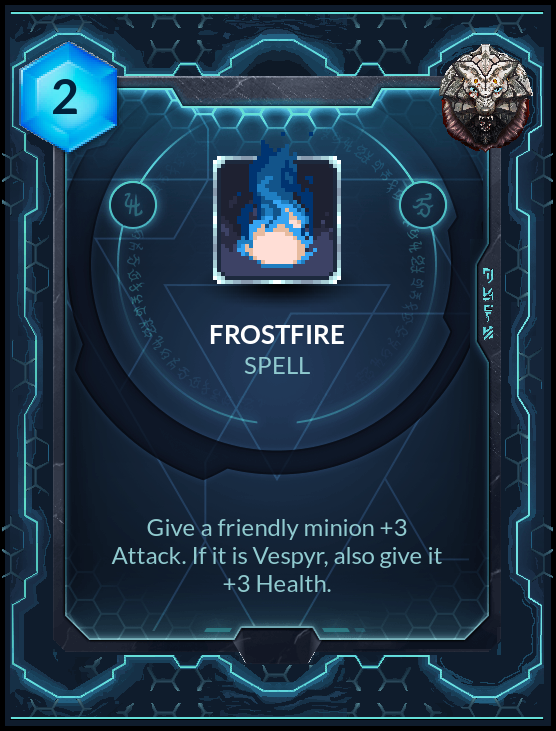 2
FROSTFIRE
SPELL
Give a friendly minion +3
Attack. If it is Vespyr, also give it
+3 Health.